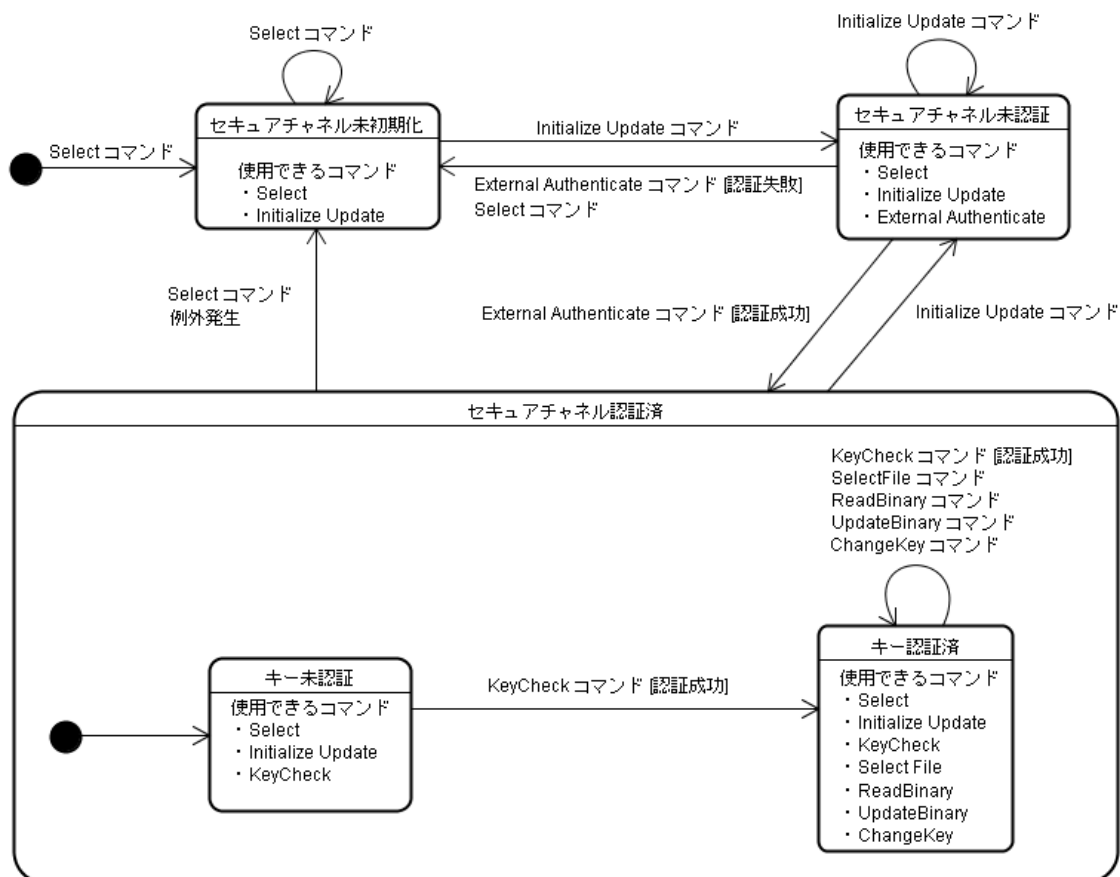 Select コマンド
Initialize Update コマンド
セキュアチャネル未初期化
使用できるコマンド
・Select
・Initialize Update
セキュアチャネル未認証
使用できるコマンド
・Select
・Initialize Update
・External Authenticate
Select コマンド
Initialize Update コマンド
External Authenticate コマンド [認証失敗]
Select コマンド
Select コマンド
例外発生
External Authenticate コマンド [認証成功]
Initialize Update コマンド
セキュアチャネル認証済
KeyCheck コマンド [認証成功]
SelectFile コマンド
ReadBinary コマンド
UpdateBinary コマンド
ChangeKey コマンド
キー未認証
使用できるコマンド
・Select
・Initialize Update
・KeyCheck
KeyCheck コマンド [認証成功]
キー認証済
使用できるコマンド
・Select
・Initialize Update
・KeyCheck
・Select File
・ReadBinary
・UpdateBinary
・ChangeKey